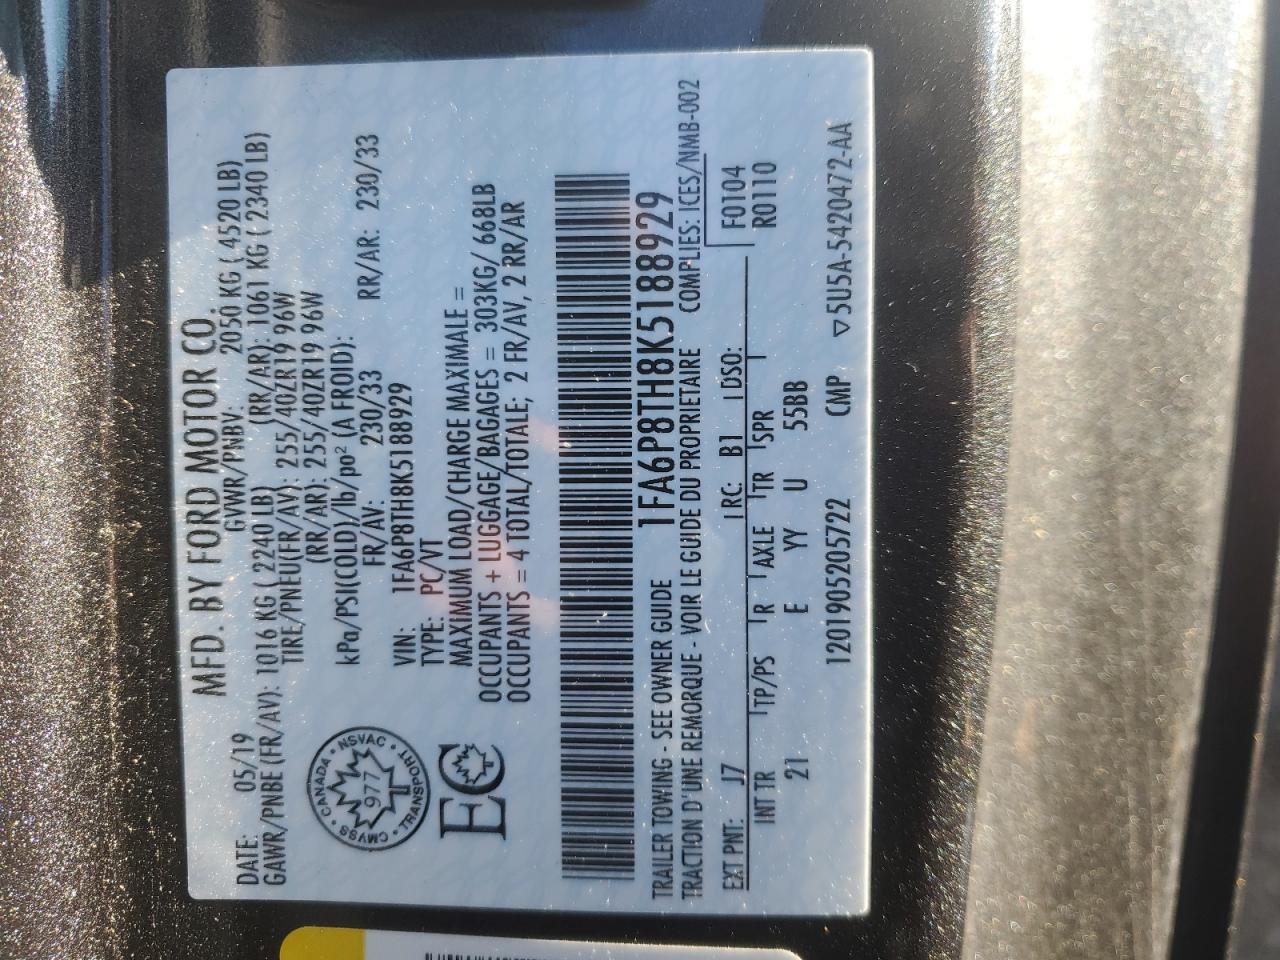 MFD. BY FORD MOTOR CO.
DATE: 05/19 GVWR/PNBV: 2050 KG ( 4520 LB)
GAWR/PNBE (FR/AV): 1016 KG ( 2240 LB) (RR/AR): 1061 KG ( 2340 LB)
TIRE/PNEU(FR/AV): 255/40ZR19 96W
(RR/AR): 255/40ZR19 96W
kPa/PSI(COLD)/lb/po² (A FROID):
FR/AV: 230/33 RR/AR: 230/33
VIN: 1FA6P8TH8K5188929
TYPE: PC/VT
MAXIMUM LOAD/CHARGE MAXIMALE =
OCCUPANTS + LUGGAGE/BAGAGES = 303KG/ 668LB
OCCUPANTS = 4 TOTAL/TOTALE; 2 FR/AV, 2 RR/AR
CANADA • NSVAC • TRANSPORT • CMVSS •
977
EC
1FA6P8TH8K5188929
TRAILER TOWING - SEE OWNER GUIDE
TRACTION D'UNE REMORQUE - VOIR LE GUIDE DU PROPRIETAIRE COMPLIES: ICES/NMB-002
EXT PNT: J7 RC: B1 DSO: F0104
INT TR TP/PS R AXLE TR SPR R0110
21 E YY U 55BB
120190520 5722 CMP ▽5U5A-5420472-AA